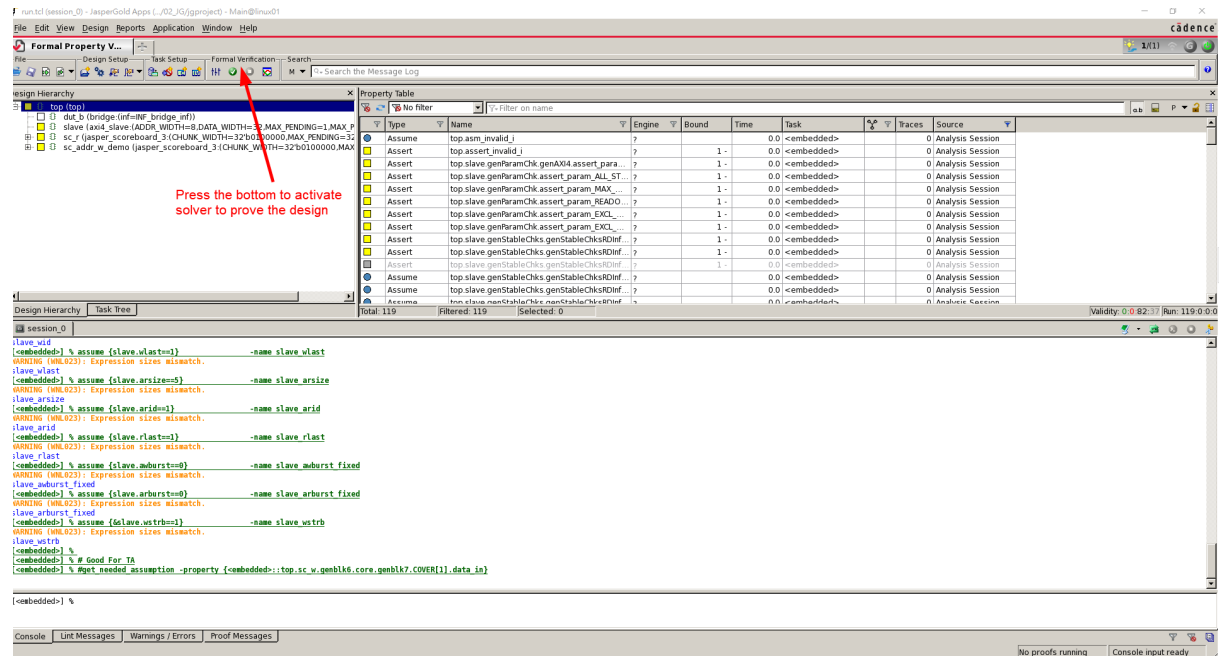 run.tcl (session_0) - JasperGold Apps (.../02_JG/jgproject) - Main@linux01
File Edit View Design Reports Application Window Help
cādence
Formal Property V...
1/(1)
File Design Setup Task Setup Formal Verification Search
M
Search the Message Log
Design Hierarchy
top (top)
dut_b (bridge:(inf=INF_bridge_inf))
slave (axi4_slave:(ADDR_WIDTH=8,DATA_WIDTH=32,MAX_PENDING=1,MAX_P
sc_r (jasper_scoreboard_3:(CHUNK_WIDTH=32'b0100000,MAX_PENDING=32
sc_addr_w_demo (jasper_scoreboard_3:(CHUNK_WIDTH=32'b0100000,MAX
Press the bottom to activate
solver to prove the design
Design Hierarchy Task Tree
Property Table
No filter Filter on name
Type Name Engine Bound Time Task Traces Source
Assume top.asm_invalid_i ? 0.0 <embedded> 0 Analysis Session
Assert top.assert_invalid_i ? 1 - 0.0 <embedded> 0 Analysis Session
Assert top.slave.genParamChk.genAXI4.assert_para... ? 1 - 0.0 <embedded> 0 Analysis Session
Assert top.slave.genParamChk.assert_param_ALL_ST... ? 1 - 0.0 <embedded> 0 Analysis Session
Assert top.slave.genParamChk.assert_param_MAX_... ? 1 - 0.0 <embedded> 0 Analysis Session
Assert top.slave.genParamChk.assert_param_READO... ? 1 - 0.0 <embedded> 0 Analysis Session
Assert top.slave.genParamChk.assert_param_EXCL_... ? 1 - 0.0 <embedded> 0 Analysis Session
Assert top.slave.genParamChk.assert_param_EXCL_... ? 1 - 0.0 <embedded> 0 Analysis Session
Assert top.slave.genStableChks.genStableChksRDInf... ? 1 - 0.0 <embedded> 0 Analysis Session
Assert top.slave.genStableChks.genStableChksRDInf... ? 1 - 0.0 <embedded> 0 Analysis Session
Assert top.slave.genStableChks.genStableChksRDInf... ? 1 - 0.0 <embedded> 0 Analysis Session
Assume top.slave.genStableChks.genStableChksRDInf... ? 0.0 <embedded> 0 Analysis Session
Assume top.slave.genStableChks.genStableChksRDInf... ? 0.0 <embedded> 0 Analysis Session
Assume top.slave.genStableChks.genStableChksRDInf... ? 0.0 <embedded> 0 Analysis Session
Total: 119 Filtered: 119 Selected: 0 Validity: 0:0:82:37 Run: 119:0:0:0
session_0
slave_wid
[<embedded>] % assume {slave.wlast==1} -name slave_wlast
WARNING (WNL023): Expression sizes mismatch.
slave_wlast
[<embedded>] % assume {slave.arsize==5} -name slave_arsize
WARNING (WNL023): Expression sizes mismatch.
slave_arsize
[<embedded>] % assume {slave.arid==1} -name slave_arid
WARNING (WNL023): Expression sizes mismatch.
slave_arid
[<embedded>] % assume {slave.rlast==1} -name slave_rlast
WARNING (WNL023): Expression sizes mismatch.
slave_rlast
[<embedded>] % assume {slave.awburst==0} -name slave_awburst_fixed
WARNING (WNL023): Expression sizes mismatch.
slave_awburst_fixed
[<embedded>] % assume {slave.arburst==0} -name slave_arburst_fixed
WARNING (WNL023): Expression sizes mismatch.
slave_arburst_fixed
[<embedded>] % assume {&slave.wstrb==1} -name slave_wstrb
WARNING (WNL023): Expression sizes mismatch.
slave_wstrb
[<embedded>] %
[<embedded>] % # Good For TA
[<embedded>] % #get_needed_assumption -property {<embedded>::top.sc_w.genblk6.core.genblk7.COVER[1].data_in}
[<embedded>] %
Console Lint Messages Warnings / Errors Proof Messages
No proofs running Console input ready